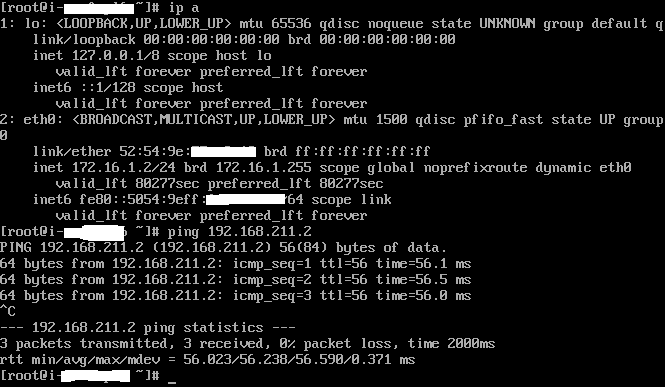 [root@i- ~]# ip a
1: lo: <LOOPBACK,UP,LOWER_UP> mtu 65536 qdisc noqueue state UNKNOWN group default q
link/loopback 00:00:00:00:00:00 brd 00:00:00:00:00:00
inet 127.0.0.1/8 scope host lo
valid_lft forever preferred_lft forever
inet6 ::1/128 scope host
valid_lft forever preferred_lft forever
2: eth0: <BROADCAST,MULTICAST,UP,LOWER_UP> mtu 1500 qdisc pfifo_fast state UP group
0
link/ether 52:54:9e: brd ff:ff:ff:ff:ff:ff
inet 172.16.1.2/24 brd 172.16.1.255 scope global noprefixroute dynamic eth0
valid_lft 80277sec preferred_lft 80277sec
inet6 fe80::5054:9eff: /64 scope link
valid_lft forever preferred_lft forever
[root@i- ~]# ping 192.168.211.2
PING 192.168.211.2 (192.168.211.2) 56(84) bytes of data.
64 bytes from 192.168.211.2: icmp_seq=1 ttl=56 time=56.1 ms
64 bytes from 192.168.211.2: icmp_seq=2 ttl=56 time=56.5 ms
64 bytes from 192.168.211.2: icmp_seq=3 ttl=56 time=56.0 ms
^C
--- 192.168.211.2 ping statistics ---
3 packets transmitted, 3 received, 0% packet loss, time 2000ms
rtt min/avg/max/mdev = 56.023/56.238/56.590/0.371 ms
[root@i- ~]# _